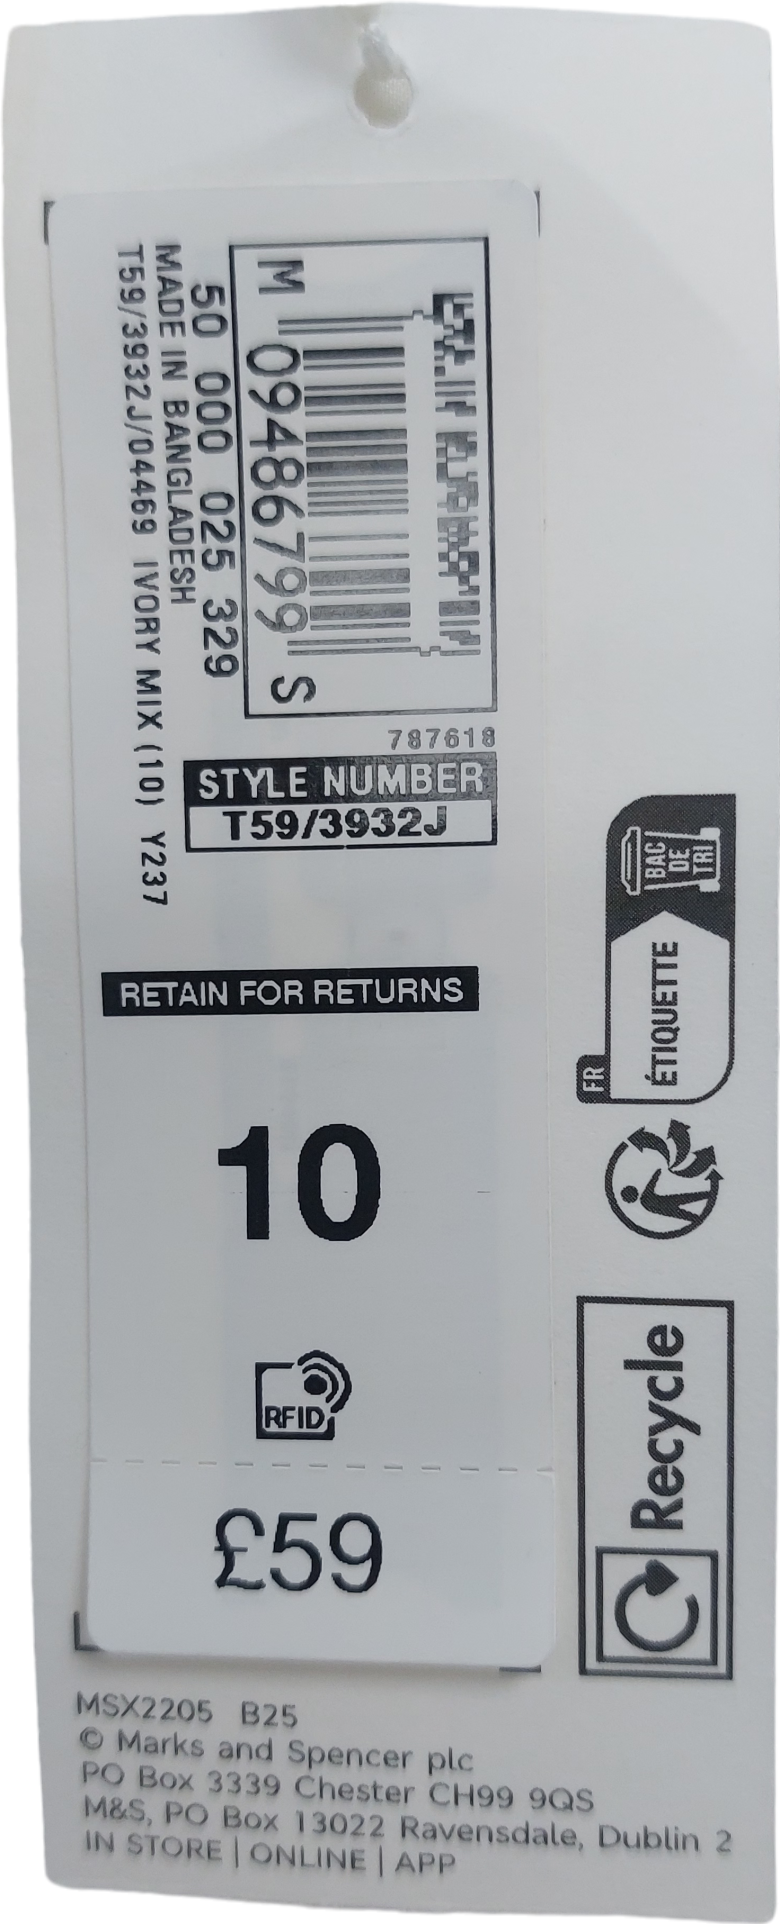 M 09486799 S
50 000 025 329
MADE IN BANGLADESH
T59/3932J/04469 IVORY MIX (10) Y237
787618
STYLE NUMBER
T59/3932J
RETAIN FOR RETURNS
10
RFID
£59
FR
ÉTIQUETTE
BAC
DE
TRI
Recycle
MSX2205 B25
© Marks and Spencer plc
PO Box 3339 Chester CH99 9QS
M&S, PO Box 13022 Ravensdale, Dublin 2
IN STORE | ONLINE | APP